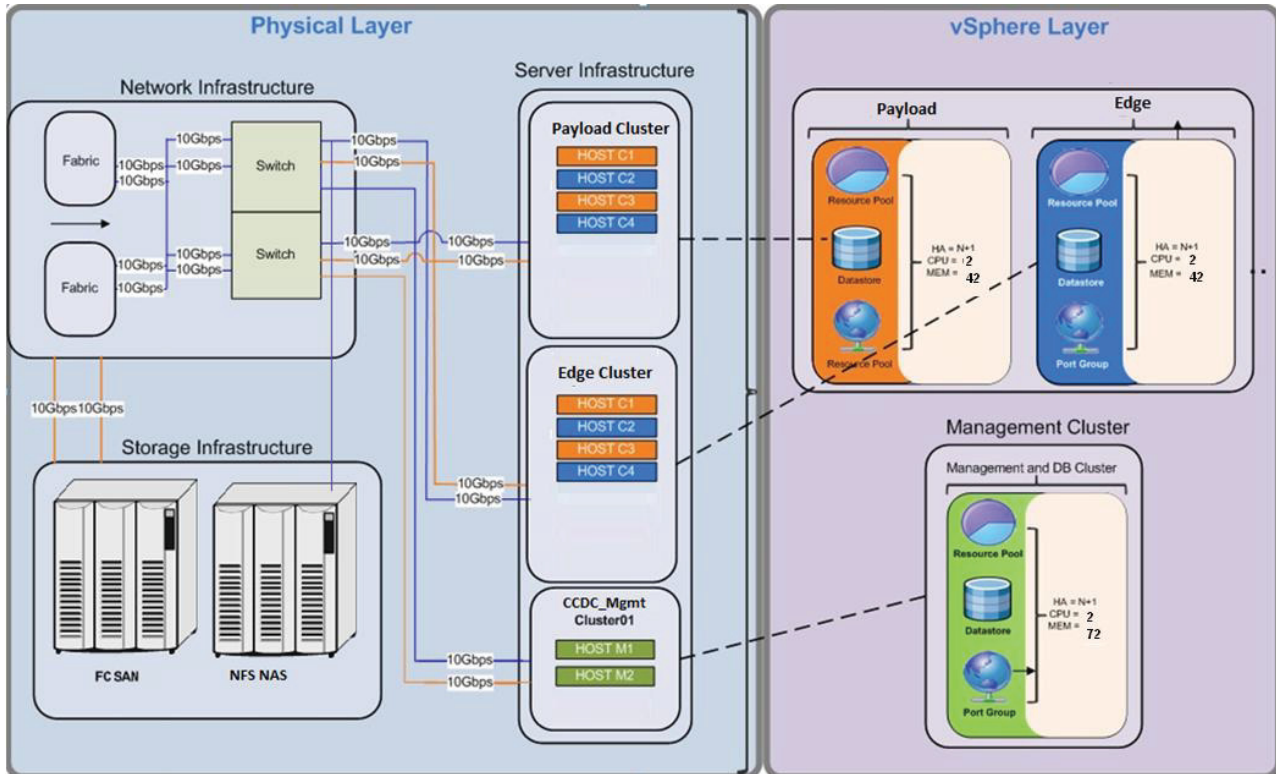 Physical Layer
Network Infrastructure
Fabric
Fabric
10Gbps
10Gbps
10Gbps
10Gbps
10Gbps
10Gbps
10Gbps
10Gbps
Switch
Switch
10Gbps
10Gbps
10Gbps
10Gbps
10Gbps
10Gbps
10Gbps
10Gbps
10Gbps
10Gbps
10Gbps
10Gbps
Storage Infrastructure
FC SAN
NFS NAS
Server Infrastructure
Payload Cluster
HOST C1
HOST C2
HOST C3
HOST C4
Edge Cluster
HOST C1
HOST C2
HOST C3
HOST C4
CCDC_Mgmt
Cluster01
HOST M1
HOST M2
vSphere Layer
Payload
Resource Pool
Datastore
Resource Pool
HA = N+1
CPU = 2
MEM = 42
Edge
Resource Pool
Datastore
Port Group
HA = N+1
CPU = 2
MEM = 42
Management Cluster
Management and DB Cluster
Resource Pool
Datastore
Port Group
HA = N+1
CPU = 2
MEM = 72